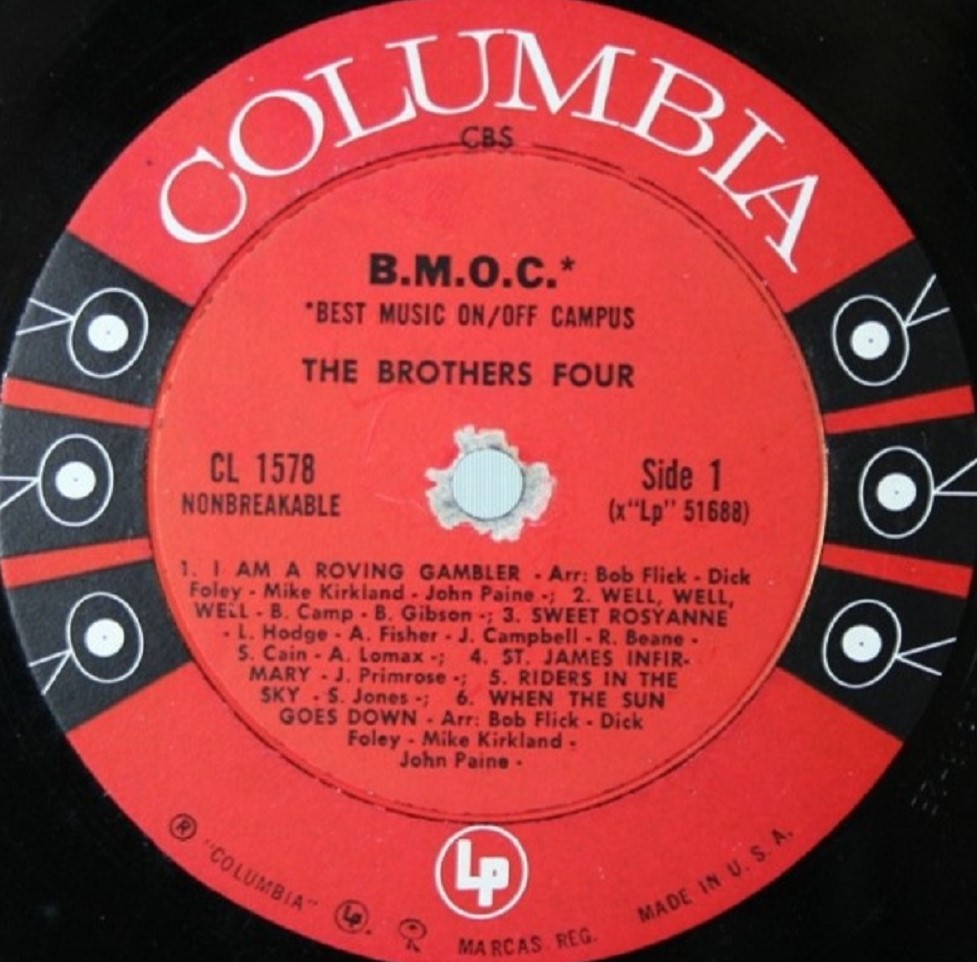 COLUMBIA
CBS
B.M.O.C.*
*BEST MUSIC ON/OFF CAMPUS
THE BROTHERS FOUR
CL 1578
NONBREAKABLE
Side 1
(x"Lp" 51688)
1. I AM A ROVING GAMBLER - Arr: Bob Flick - Dick
Foley - Mike Kirkland - John Paine -; 2. WELL, WELL,
WELL - B. Camp - B. Gibson -; 3. SWEET ROSYANNE
- L. Hodge - A. Fisher - J. Campbell - R. Beane -
S. Cain - A. Lomax -; 4. ST. JAMES INFIR-
MARY - J. Primrose -; 5. RIDERS IN THE
SKY - S. Jones -; 6. WHEN THE SUN
GOES DOWN - Arr: Bob Flick - Dick
Foley - Mike Kirkland -
John Paine -
Lp
® "COLUMBIA" Lp. MARCAS REG. MADE IN U.S.A.